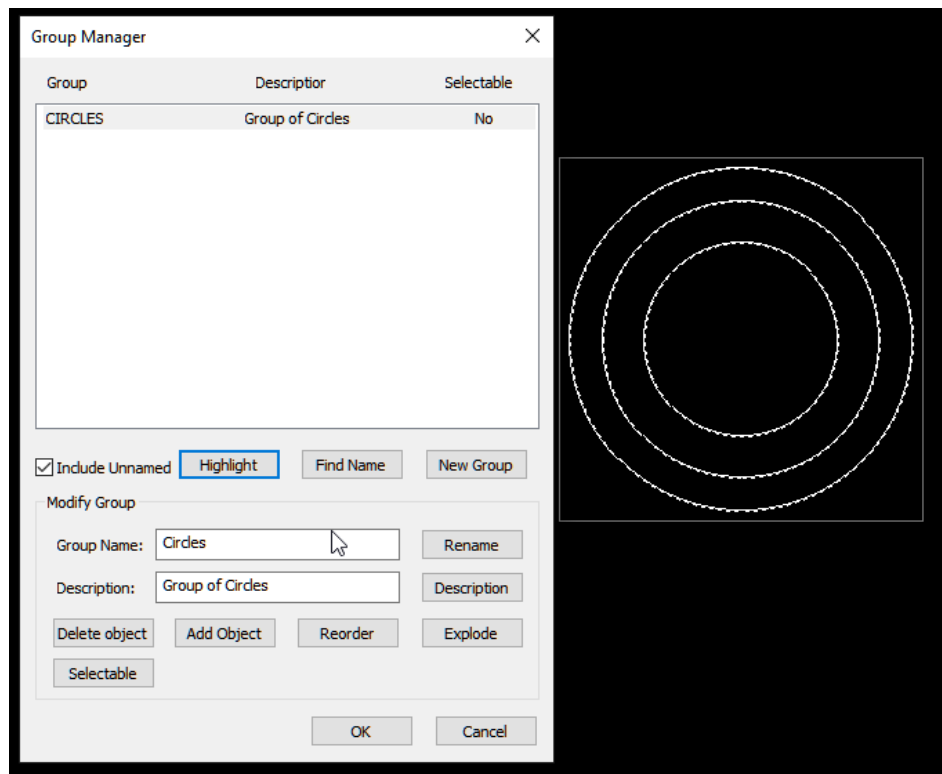 Group Manager
Group Descriptior Selectable
CIRCLES Group of Circles No
Include Unnamed Highlight Find Name New Group
Modify Group
Group Name: Circles Rename
Description: Group of Circles Description
Delete object Add Object Reorder Explode
Selectable
OK Cancel